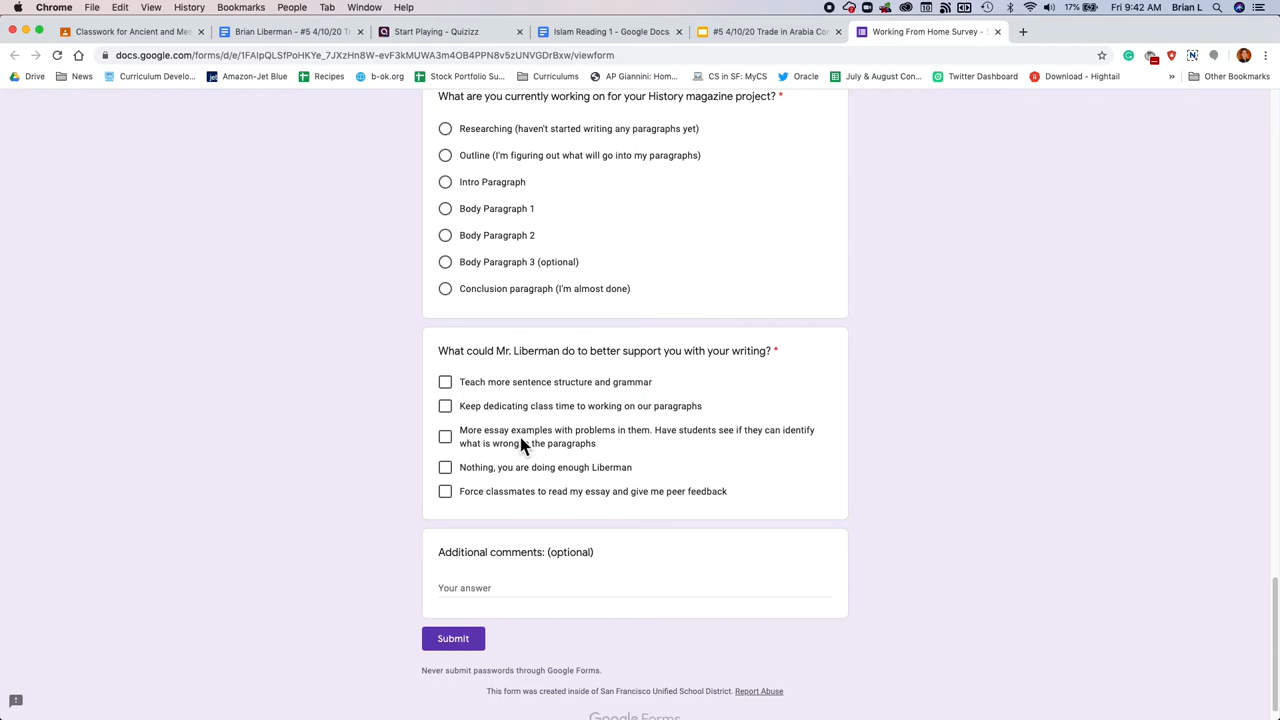 Chrome File Edit View History Bookmarks People Tab Window Help 17% Fri 9:42 AM Brian L
Classwork for Ancient and Me
Brian Liberman - #5 4/10/20 T
Start Playing - Quizizz
Islam Reading 1 - Google Docs
#5 4/10/20 Trade in Arabia Co
Working From Home Survey -
docs.google.com/forms/d/e/1FAIpQLSfPoHKYe_7JXzHn8W-evF3kMUWA3m4OB4PPN8v5zUNVGDrBxw/viewform
Drive News Curriculum Develo... Amazon-Jet Blue Recipes b-ok.org Stock Portfolio Su... Curriculums AP Giannini: Hom... CS in SF: MyCS Oracle July & August Con... Twitter Dashboard Download - Hightail » Other Bookmarks
What are you currently working on for your History magazine project? *
Researching (haven't started writing any paragraphs yet)
Outline (I'm figuring out what will go into my paragraphs)
Intro Paragraph
Body Paragraph 1
Body Paragraph 2
Body Paragraph 3 (optional)
Conclusion paragraph (I'm almost done)
What could Mr. Liberman do to better support you with your writing? *
Teach more sentence structure and grammar
Keep dedicating class time to working on our paragraphs
More essay examples with problems in them. Have students see if they can identify
what is wrong the paragraphs
Nothing, you are doing enough Liberman
Force classmates to read my essay and give me peer feedback
Additional comments: (optional)
Your answer
Submit
Never submit passwords through Google Forms.
This form was created inside of San Francisco Unified School District. Report Abuse
Google Forms